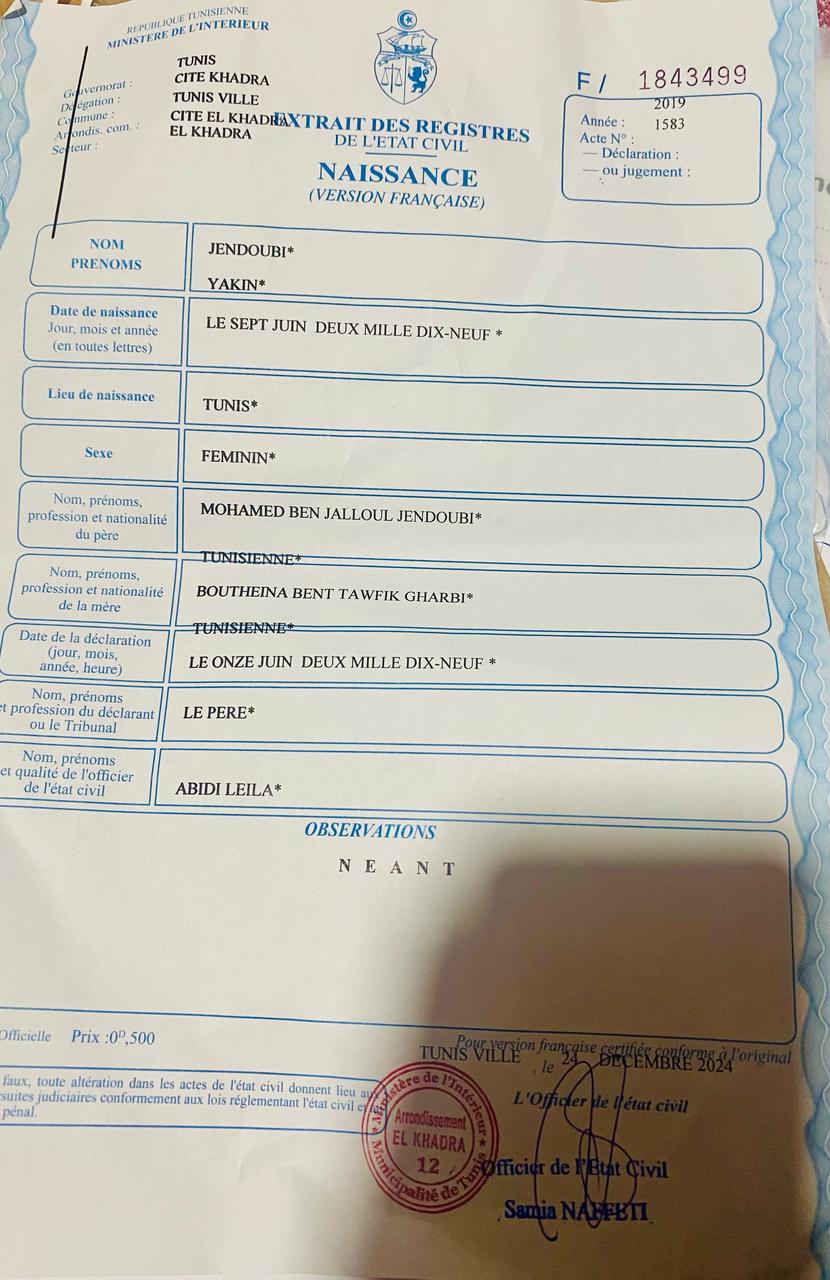 REPUBLIQUE TUNISIENNE
MINISTERE DE L'INTERIEUR
Gouvernorat : TUNIS
Délégation : CITE KHADRA
Commune : TUNIS VILLE
Arrondis. com. : CITE EL KHADRA
Secteur : EL KHADRA
EXTRAIT DES REGISTRES
DE L'ETAT CIVIL
NAISSANCE
(VERSION FRANÇAISE)
F / 1843499
Année : 2019
Acte N° : 1583
— Déclaration :
— ou jugement :
NOM
PRENOMS
JENDOUBI*
YAKIN*
Date de naissance
Jour, mois et année
(en toutes lettres)
LE SEPT JUIN DEUX MILLE DIX-NEUF *
Lieu de naissance
TUNIS*
Sexe
FEMININ*
Nom, prénoms,
profession et nationalité
du père
MOHAMED BEN JALLOUL JENDOUBI*
TUNISIENNE*
Nom, prénoms,
profession et nationalité
de la mère
BOUTHEINA BENT TAWFIK GHARBI*
TUNISIENNE*
Date de la déclaration
(jour, mois,
année, heure)
LE ONZE JUIN DEUX MILLE DIX-NEUF *
Nom, prénoms
et profession du déclarant
ou le Tribunal
LE PERE*
Nom, prénoms
et qualité de l'officier
de l'état civil
ABIDI LEILA*
OBSERVATIONS
N E A N T
Officielle Prix :0ᴰ,500
Pour version française certifiée conforme à l'original
TUNIS VILLE , le 24 DECEMBRE 2024
faux, toute altération dans les actes de l'état civil donnent lieu
suites judiciaires conformement aux lois réglementant l'état civil
pénal.
L'Officier de l'état civil
Ministère de l'Intérieur
Arrondissement
EL KHADRA
12
Municipalité de Tunis
Officier de l'Etat Civil
Samia NAFFETI